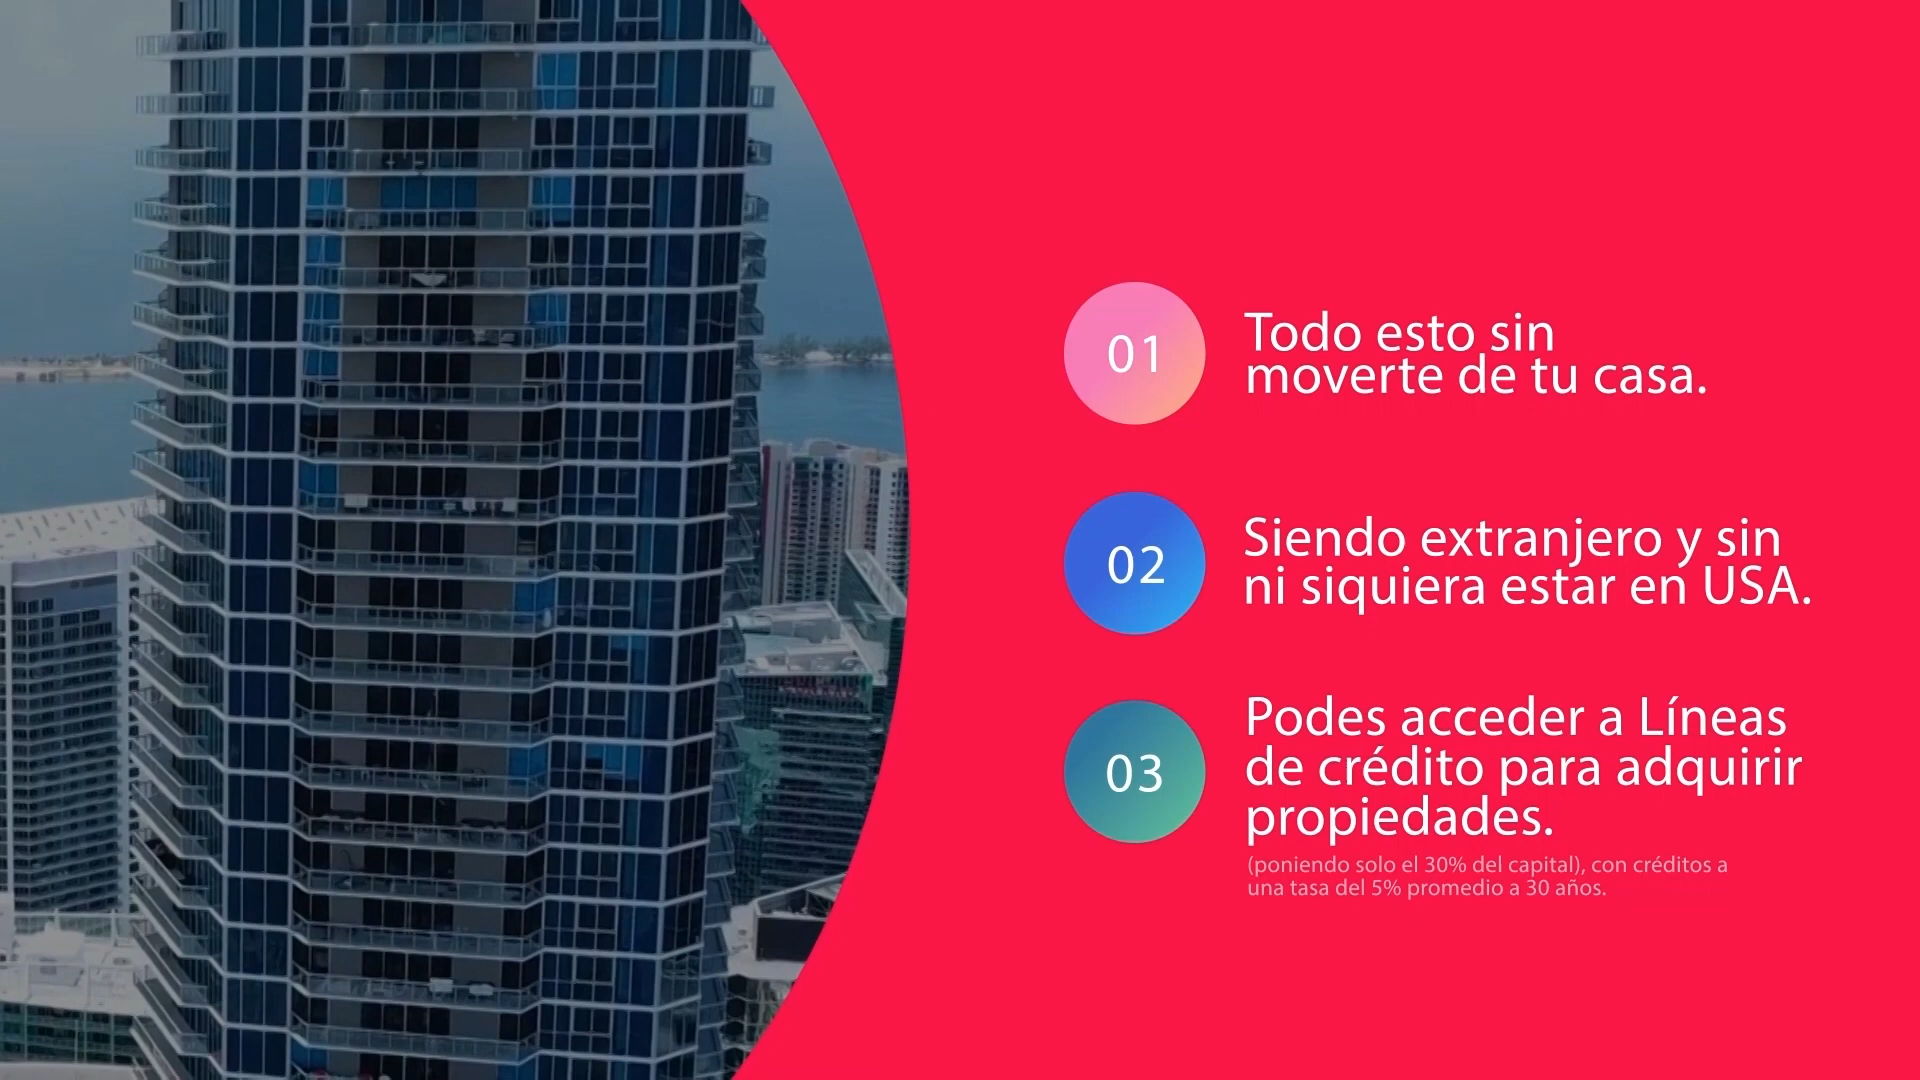 01
Todo esto sin
moverte de tu casa.
02
Siendo extranjero y sin
ni siquiera estar en USA.
03
Podes acceder a Líneas
de crédito para adquirir
propiedades.
(poniendo solo el 30% del capital), con créditos a
una tasa del 5% promedio a 30 años.